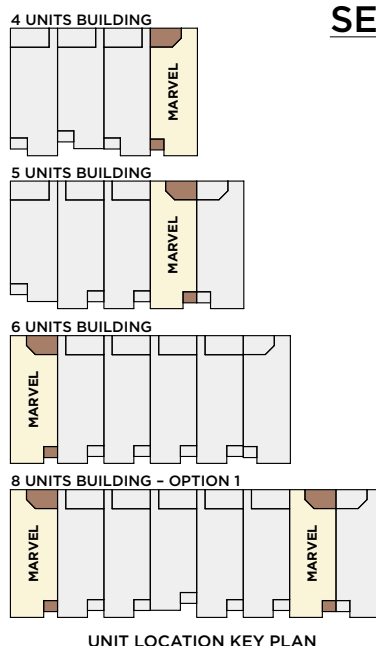 4 UNITS BUILDING
SE
MARVEL
5 UNITS BUILDING
MARVEL
6 UNITS BUILDING
MARVEL
8 UNITS BUILDING – OPTION 1
MARVEL
MARVEL
UNIT LOCATION KEY PLAN